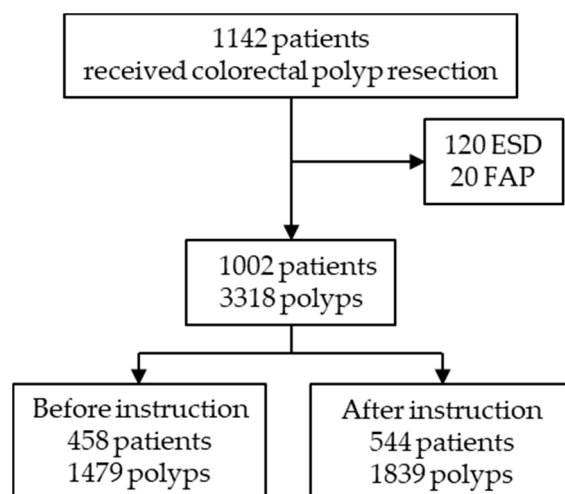 1142 patients
received colorectal polyp resection
120 ESD
20 FAP
1002 patients
3318 polyps
Before instruction
458 patients
1479 polyps
After instruction
544 patients
1839 polyps